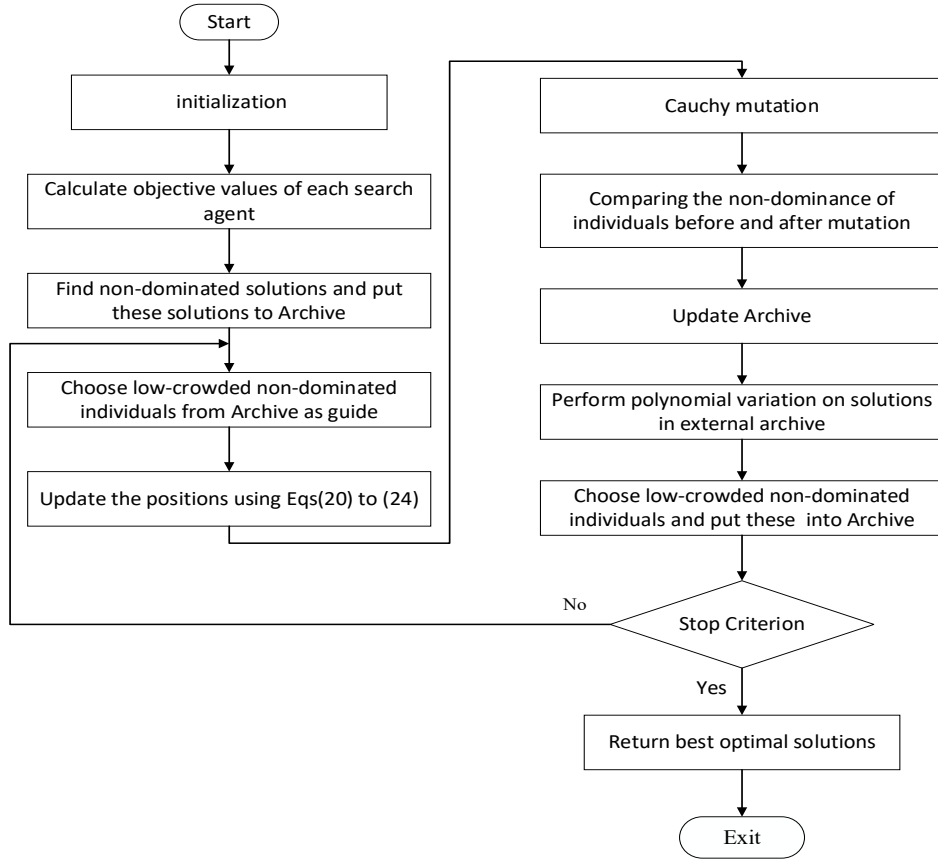 Start
initialization
Calculate objective values of each search
agent
Find non-dominated solutions and put
these solutions to Archive
Choose low-crowded non-dominated
individuals from Archive as guide
Update the positions using Eqs(20) to (24)
Cauchy mutation
Comparing the non-dominance of
individuals before and after mutation
Update Archive
Perform polynomial variation on solutions
in external archive
Choose low-crowded non-dominated
individuals and put these into Archive
No
Stop Criterion
Yes
Return best optimal solutions
Exit